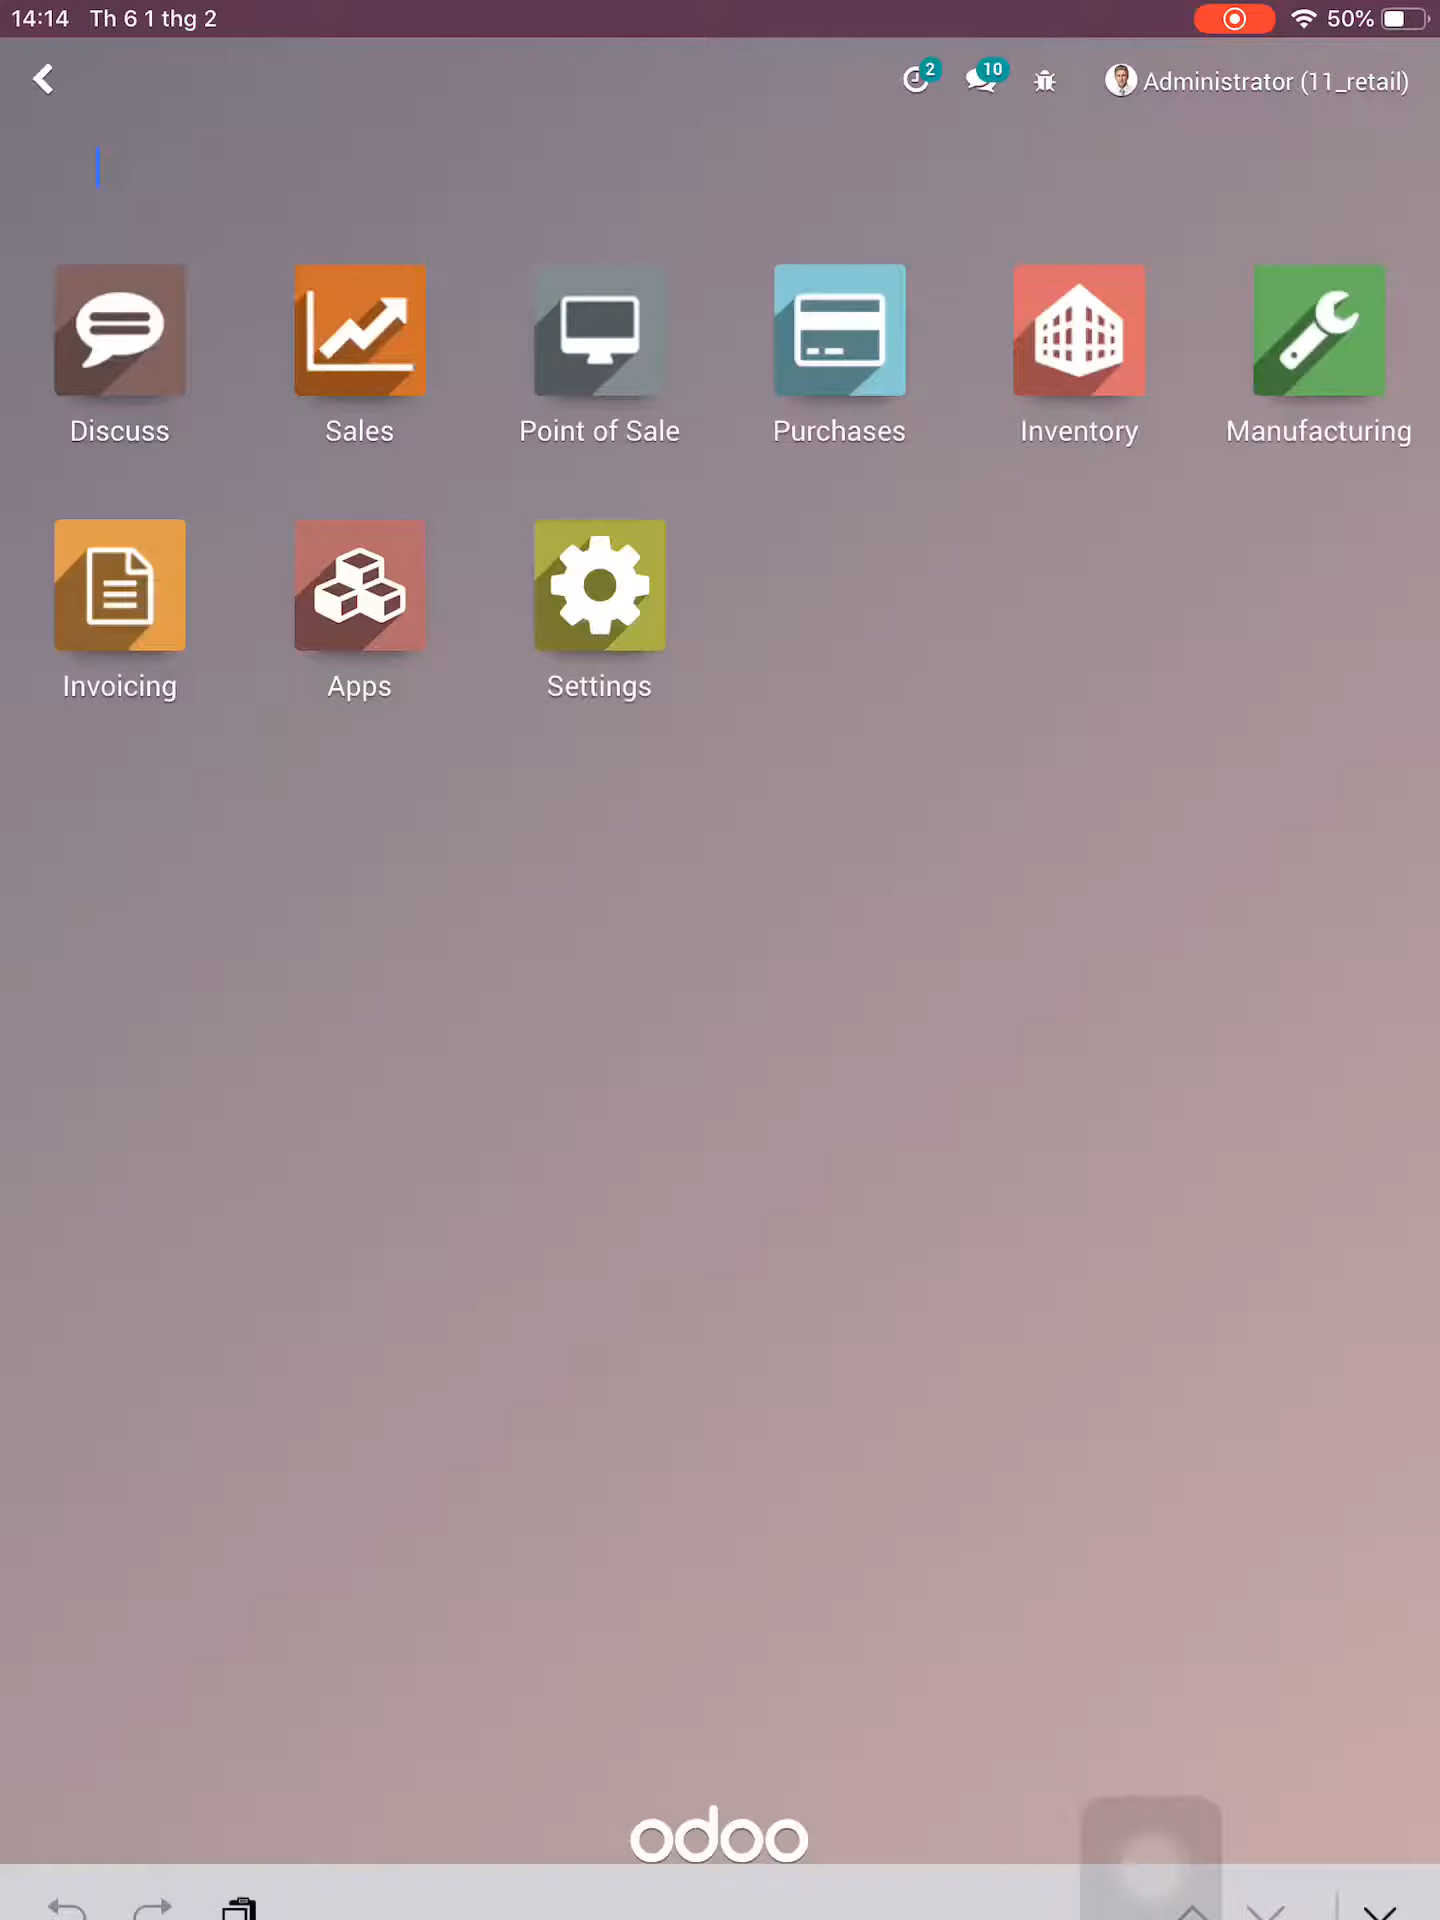 14:14 Th 6 1 thg 2 50%
2 10 Administrator (11_retail)
Discuss Sales Point of Sale Purchases Inventory Manufacturing
Invoicing Apps Settings
odoo